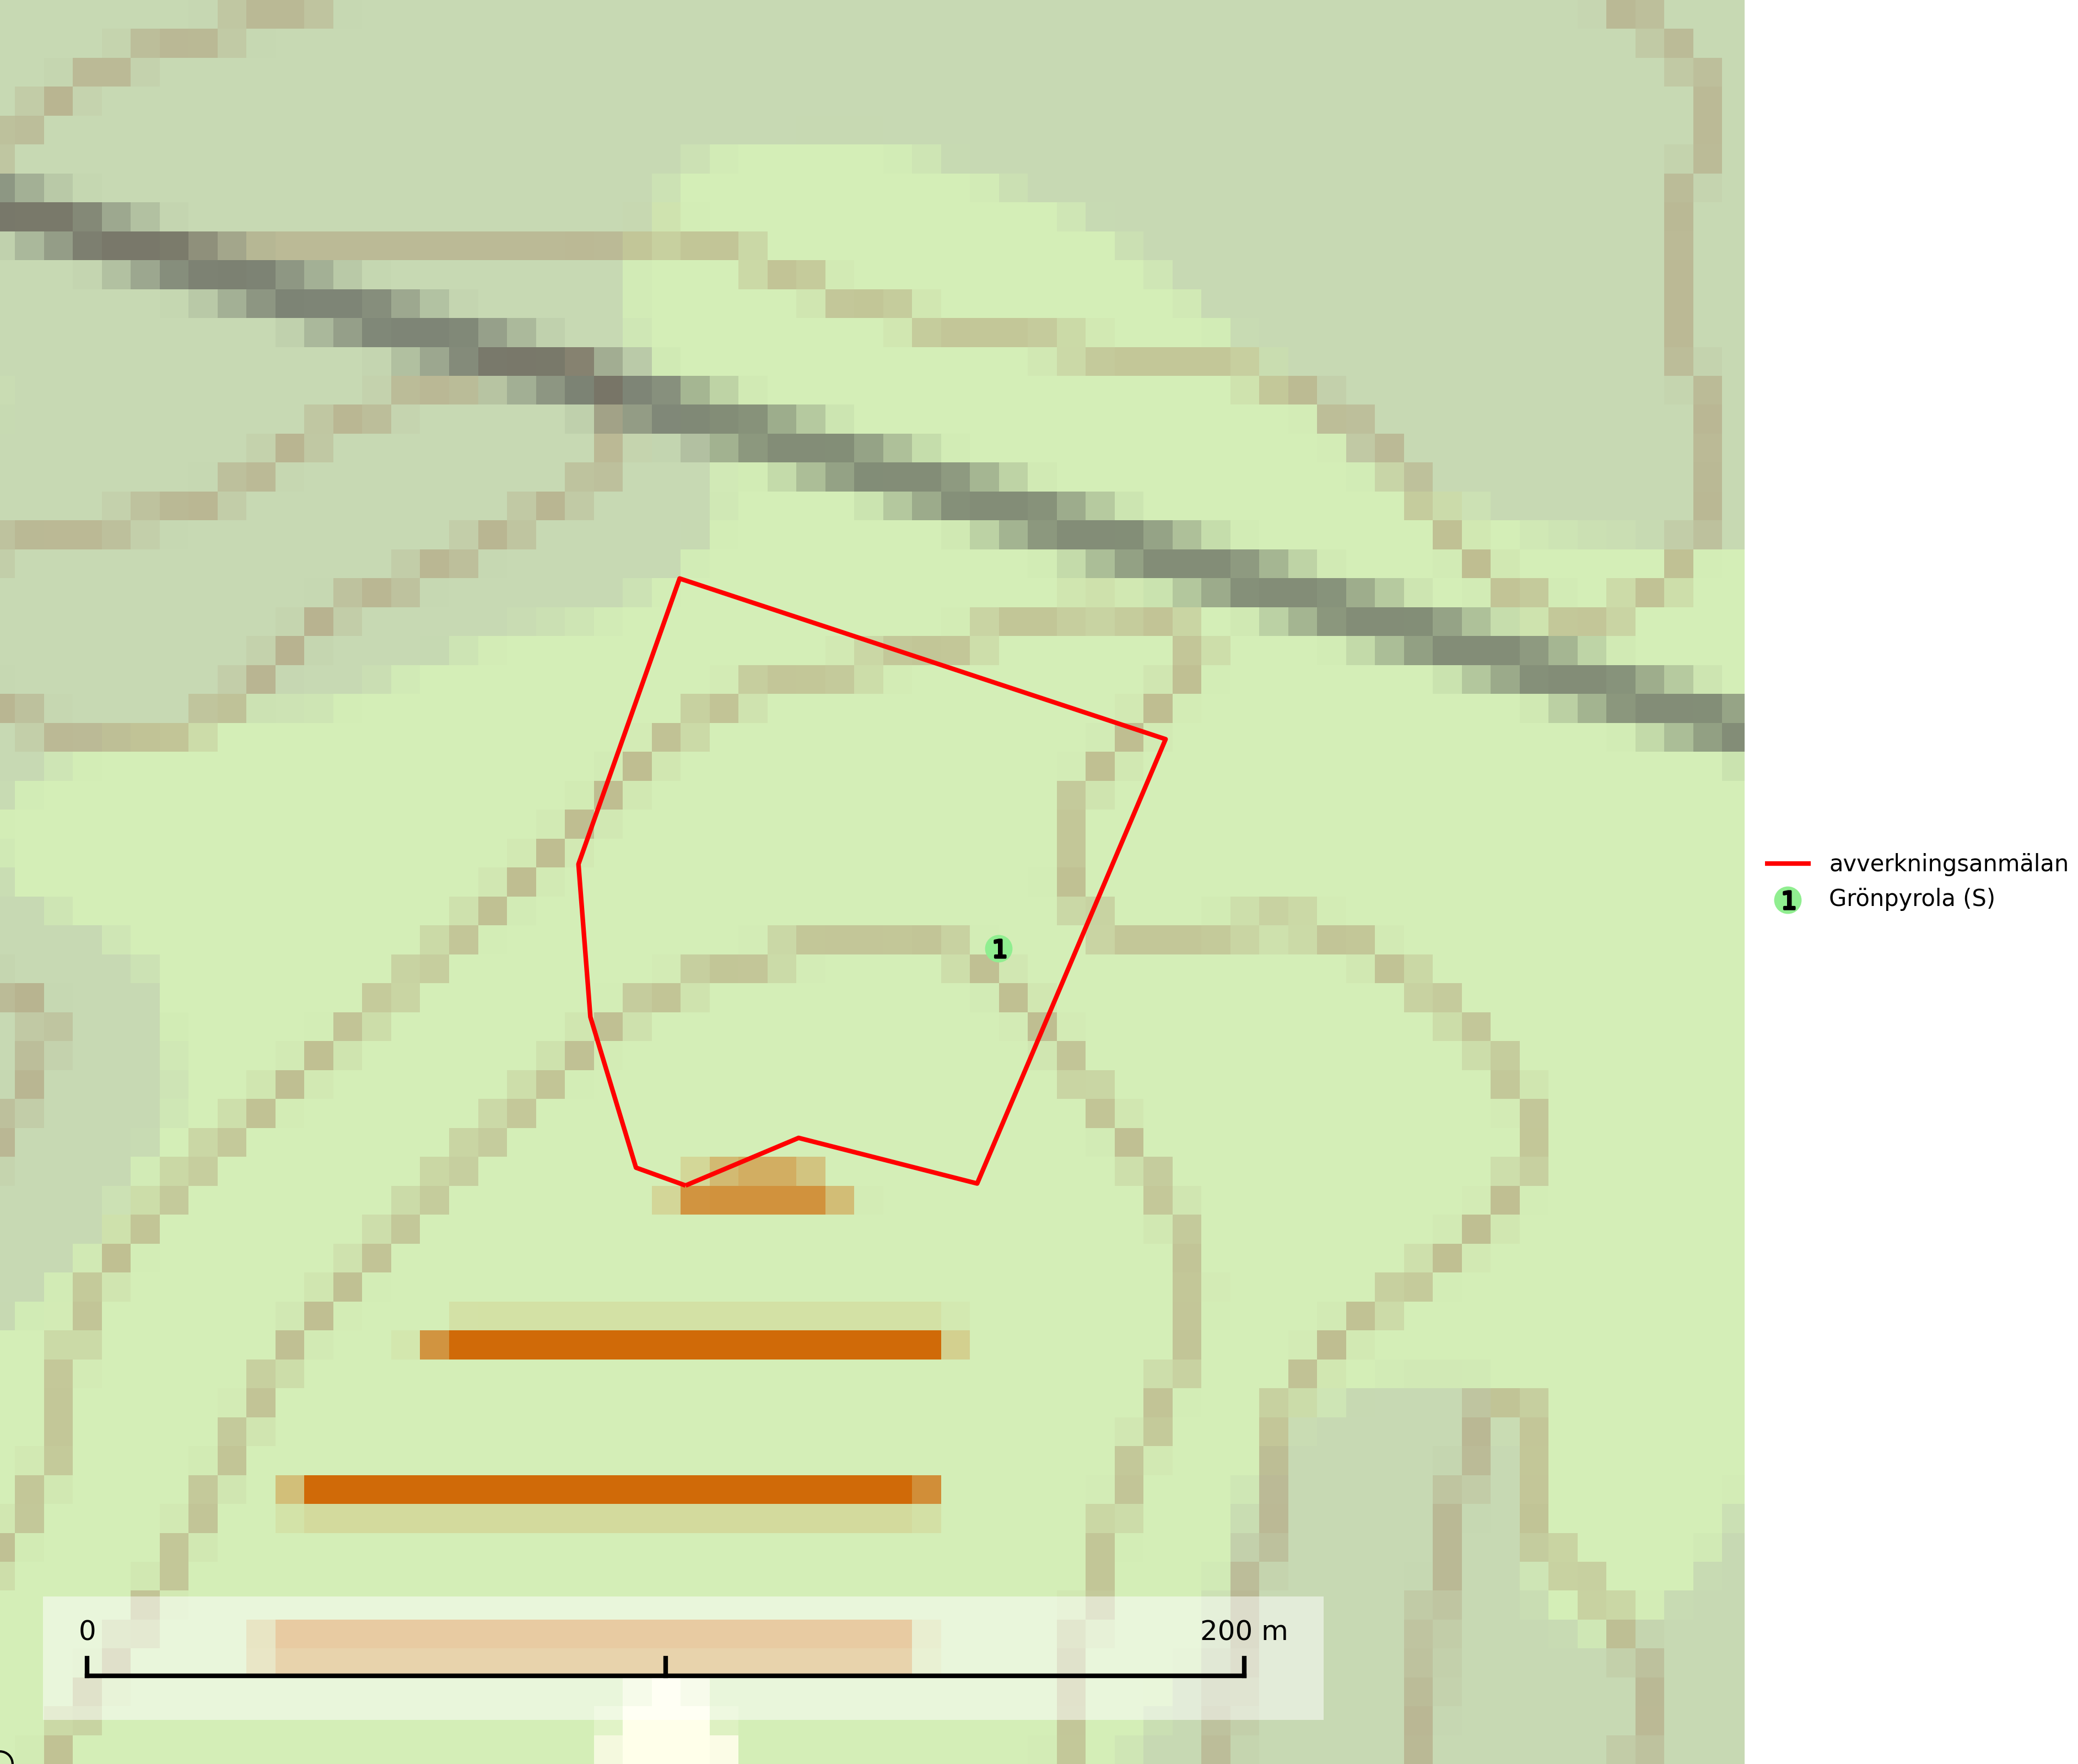 avverkningsanmälan
1 Grönpyrola (S)
1
0 200 m